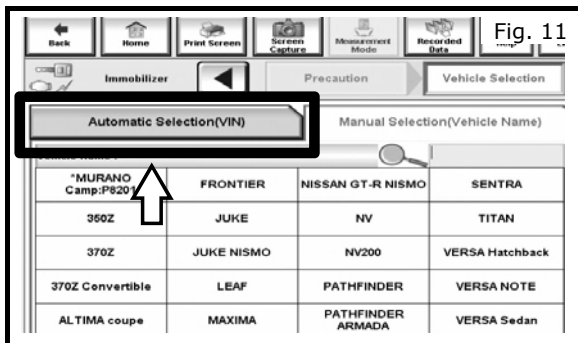 Fig. 11
Back
Home
Print Screen
Screen Capture
Measurement Mode
Recorded Data
Immobilizer
Precaution
Vehicle Selection
Automatic Selection(VIN)
Manual Selection(Vehicle Name)
*MURANO Camp:P8201 FRONTIER NISSAN GT-R NISMO SENTRA
350Z JUKE NV TITAN
370Z JUKE NISMO NV200 VERSA Hatchback
370Z Convertible LEAF PATHFINDER VERSA NOTE
ALTIMA coupe MAXIMA PATHFINDER ARMADA VERSA Sedan